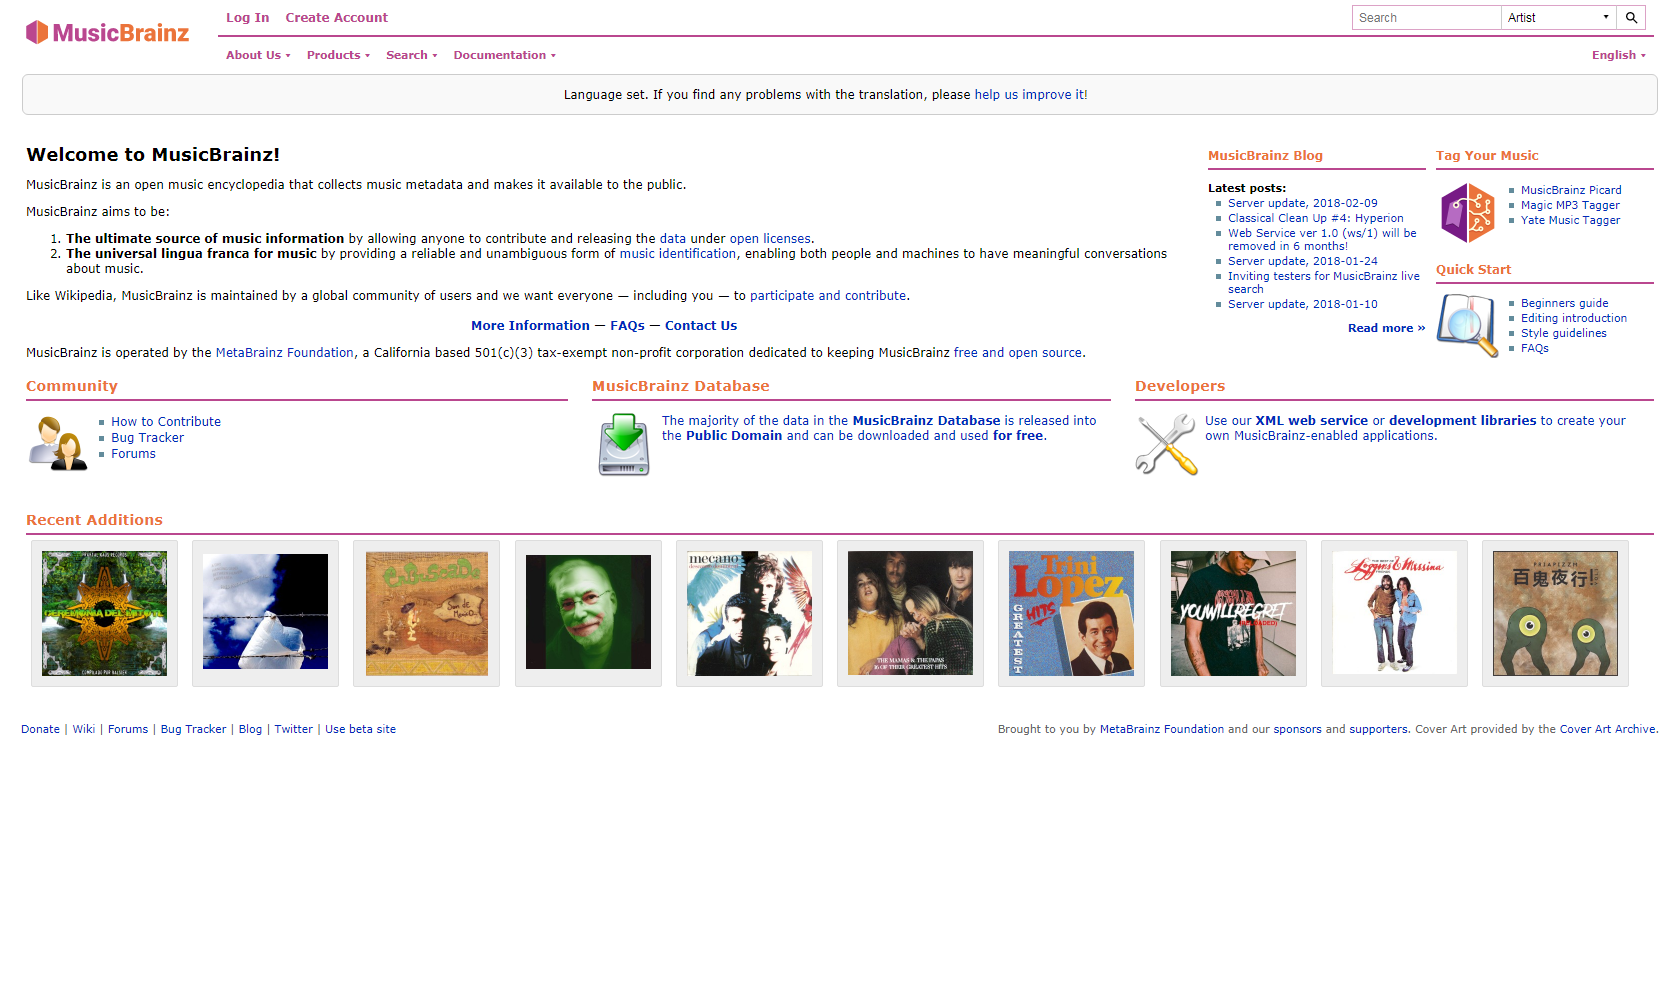 MusicBrainz
Log In Create Account
Search Artist
About Us Products Search Documentation
English
Language set. If you find any problems with the translation, please help us improve it!
Welcome to MusicBrainz!
MusicBrainz is an open music encyclopedia that collects music metadata and makes it available to the public.
MusicBrainz aims to be:
1. The ultimate source of music information by allowing anyone to contribute and releasing the data under open licenses.
2. The universal lingua franca for music by providing a reliable and unambiguous form of music identification, enabling both people and machines to have meaningful conversations
about music.
Like Wikipedia, MusicBrainz is maintained by a global community of users and we want everyone — including you — to participate and contribute.
More Information — FAQs — Contact Us
MusicBrainz is operated by the MetaBrainz Foundation, a California based 501(c)(3) tax-exempt non-profit corporation dedicated to keeping MusicBrainz free and open source.
MusicBrainz Blog
Latest posts:
Server update, 2018-02-09
Classical Clean Up #4: Hyperion
Web Service ver 1.0 (ws/1) will be
removed in 6 months!
Server update, 2018-01-24
Inviting testers for MusicBrainz live
search
Server update, 2018-01-10
Read more »
Tag Your Music
MusicBrainz Picard
Magic MP3 Tagger
Yate Music Tagger
Quick Start
Beginners guide
Editing introduction
Style guidelines
FAQs
Community
How to Contribute
Bug Tracker
Forums
MusicBrainz Database
The majority of the data in the MusicBrainz Database is released into
the Public Domain and can be downloaded and used for free.
Developers
Use our XML web service or development libraries to create your
own MusicBrainz-enabled applications.
Recent Additions
CEREMONIA DEL
mecano
THE MAMAS & THE PAPAS
16 OF THEIR GREATEST HITS
Trini
Lopez
GREATEST
HITS
YOUWILLREGRET
(RELOADED)
Loggins & Messina
百鬼夜行!
Donate | Wiki | Forums | Bug Tracker | Blog | Twitter | Use beta site
Brought to you by MetaBrainz Foundation and our sponsors and supporters. Cover Art provided by the Cover Art Archive.